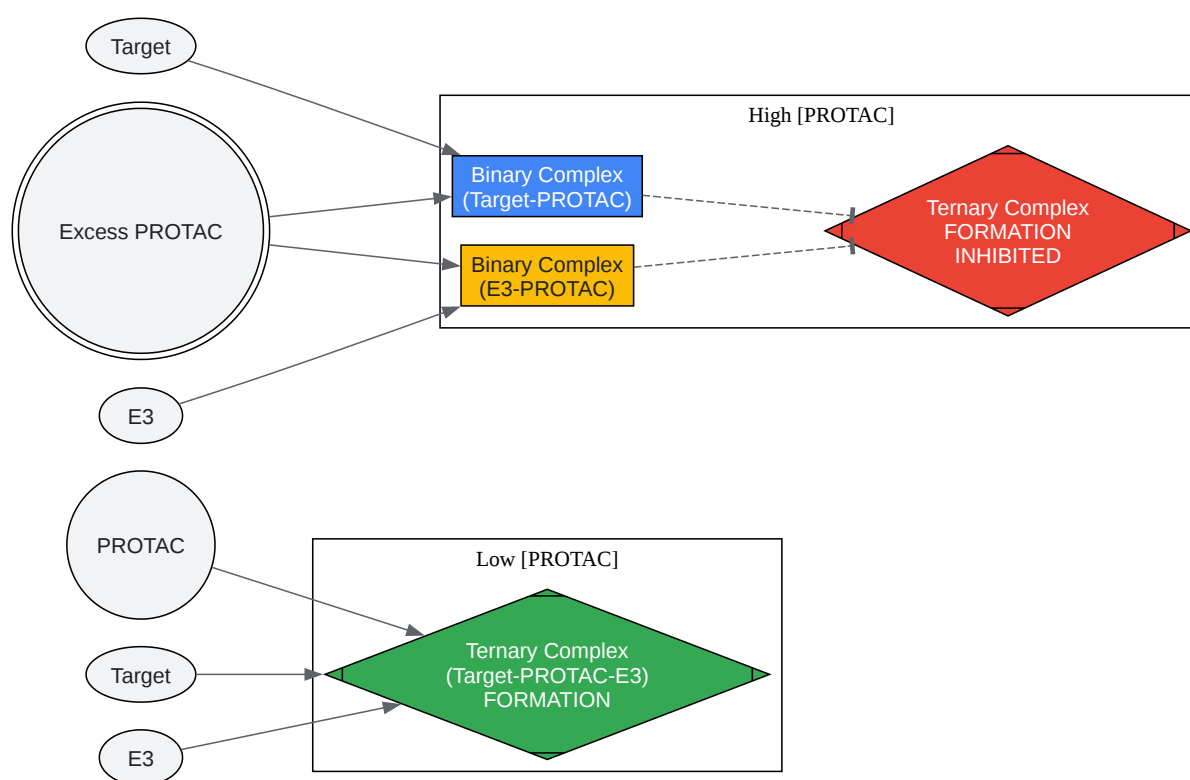 Target
High [PROTAC]
Binary Complex
(Target-PROTAC)
Ternary Complex
FORMATION
INHIBITED
Excess PROTAC
Binary Complex
(E3-PROTAC)
E3
PROTAC
Low [PROTAC]
Ternary Complex
(Target-PROTAC-E3)
FORMATION
Target
E3